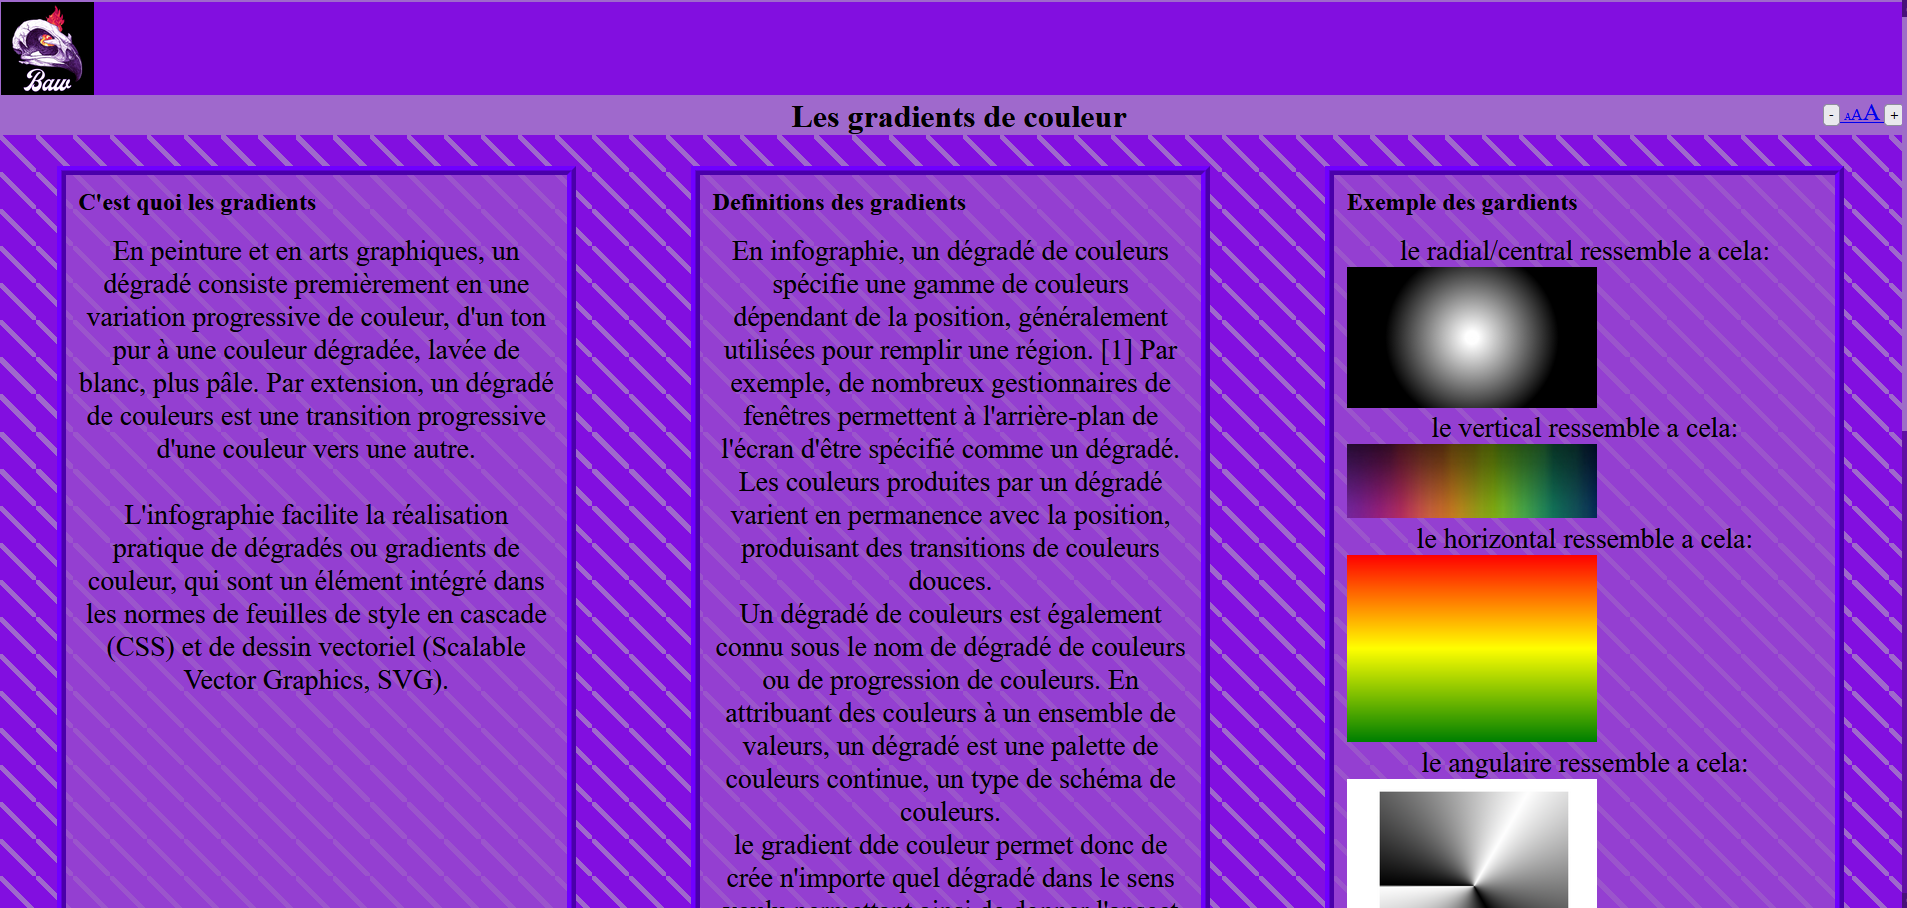 Baw
Les gradients de couleur
- AAA +
C'est quoi les gradients
En peinture et en arts graphiques, un
dégradé consiste premièrement en une
variation progressive de couleur, d'un ton
pur à une couleur dégradée, lavée de
blanc, plus pâle. Par extension, un dégradé
de couleurs est une transition progressive
d'une couleur vers une autre.
L'infographie facilite la réalisation
pratique de dégradés ou gradients de
couleur, qui sont un élément intégré dans
les normes de feuilles de style en cascade
(CSS) et de dessin vectoriel (Scalable
Vector Graphics, SVG).
Definitions des gradients
En infographie, un dégradé de couleurs
spécifie une gamme de couleurs
dépendant de la position, généralement
utilisées pour remplir une région. [1] Par
exemple, de nombreux gestionnaires de
fenêtres permettent à l'arrière-plan de
l'écran d'être spécifié comme un dégradé.
Les couleurs produites par un dégradé
varient en permanence avec la position,
produisant des transitions de couleurs
douces.
Un dégradé de couleurs est également
connu sous le nom de dégradé de couleurs
ou de progression de couleurs. En
attribuant des couleurs à un ensemble de
valeurs, un dégradé est une palette de
couleurs continue, un type de schéma de
couleurs.
le gradient dde couleur permet donc de
crée n'importe quel dégradé dans le sens
Exemple des gardients
le radial/central ressemble a cela:
le vertical ressemble a cela:
le horizontal ressemble a cela:
le angulaire ressemble a cela: